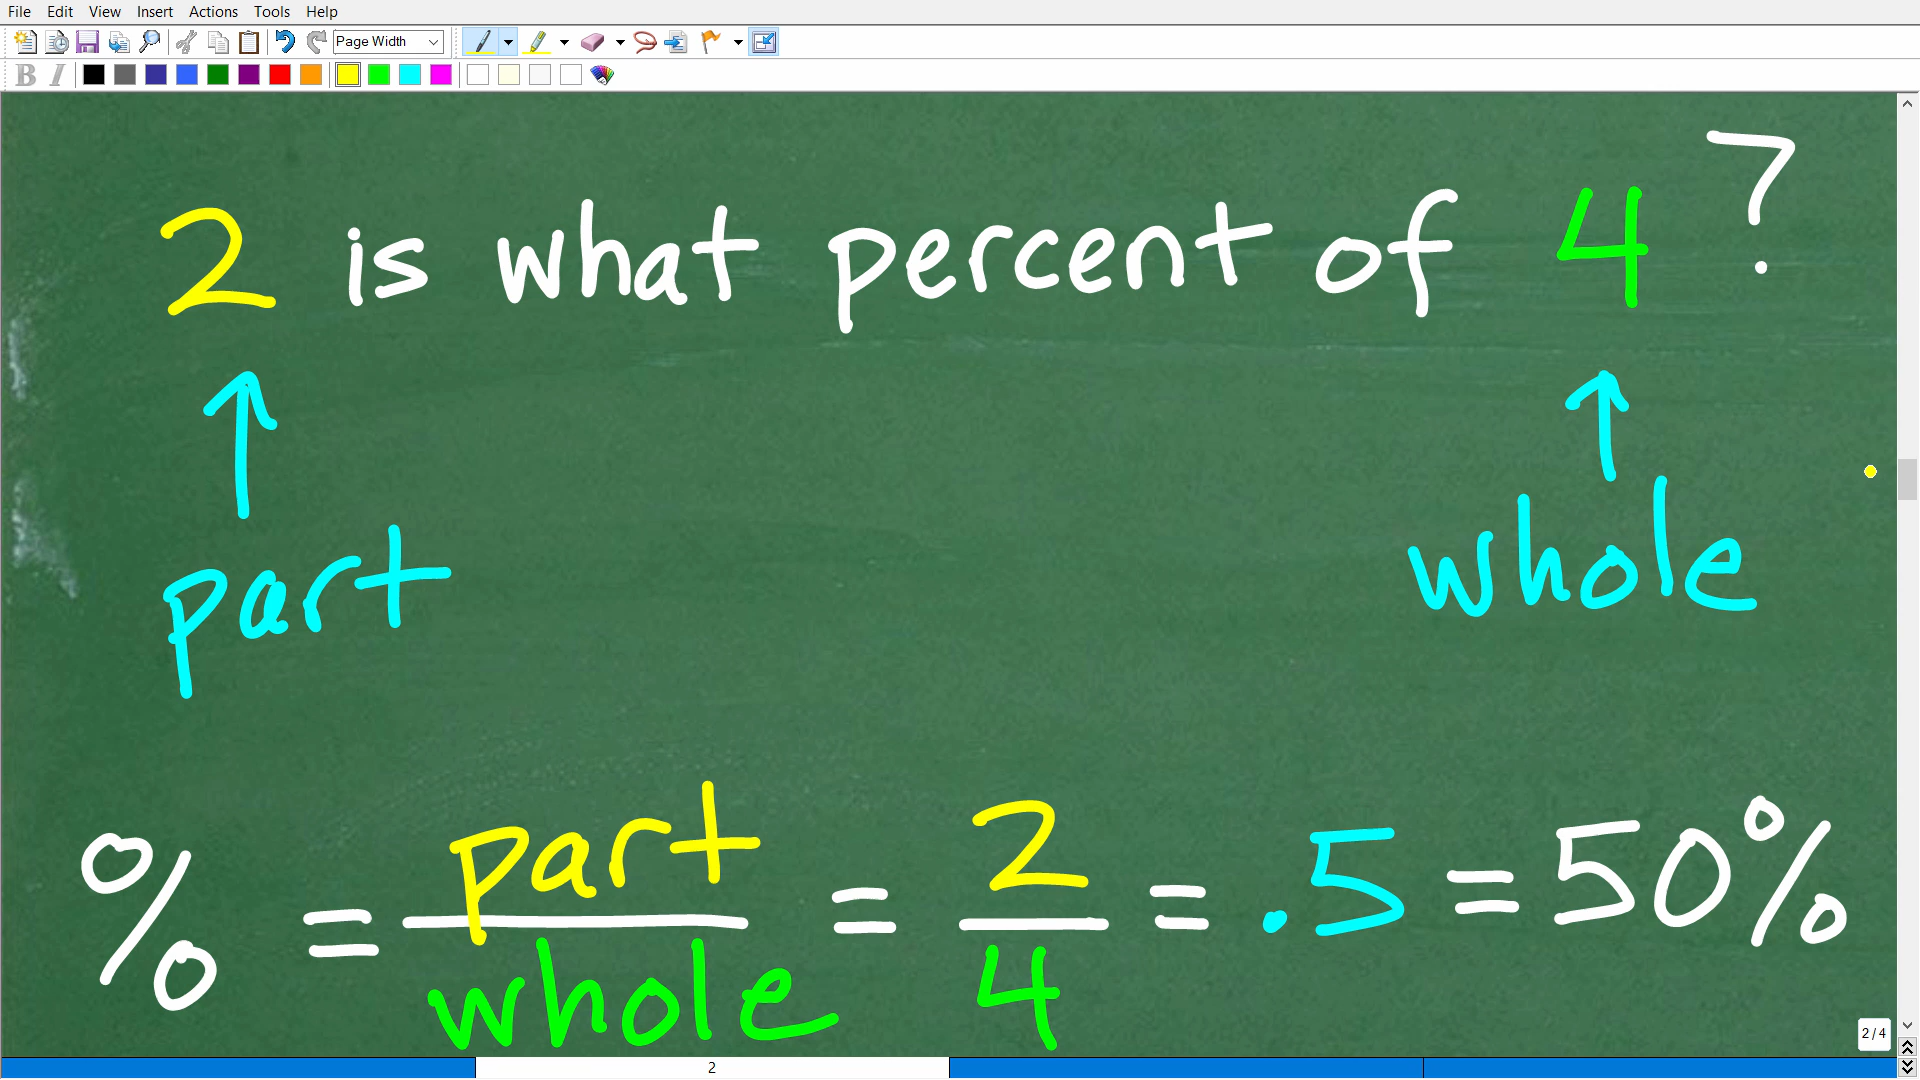 File Edit View Insert Actions Tools Help
Page Width
B I
2 is what percent of 4?
part whole
% = part/whole = 2/4 = .5 = 50%
2/4
2